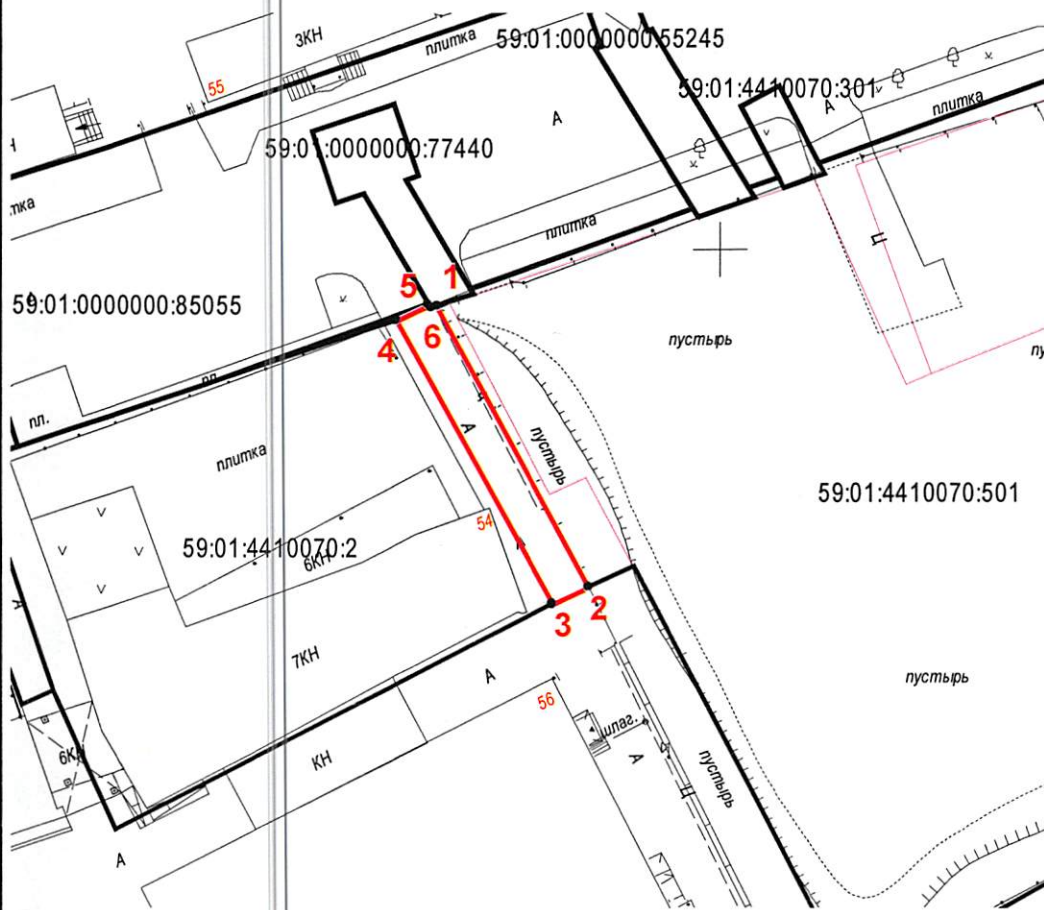 3КН
плитка
59:01:0000000:55245
55
59:01:4410070:301
А
А
плитка
59:01:0000000:77440
плитка
Ц
5
1
59:01:0000000:85055
6
4
пустырь
пл.
пл.
Ц
А
плитка
пустырь
59:01:4410070:501
54
59:01:4410070:2
6КН
А
2
3
7КН
А
пустырь
56
шлаг.
6КН
КН
А
пустырь
Ц
А